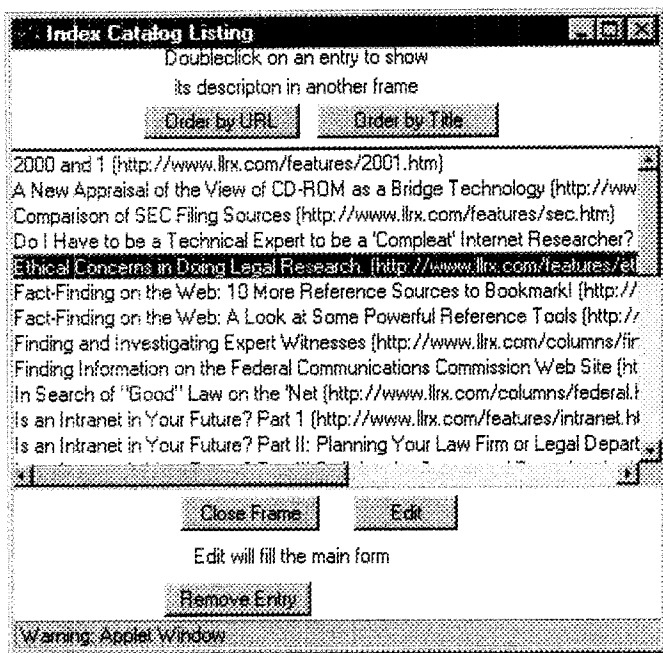 Index Catalog Listing
Doubleclick on an entry to show
its descripton in another frame
Order by URL Order by Title
2000 and 1 (http://www.llrx.com/features/2001.htm)
A New Appraisal of the View of CD-ROM as a Bridge Technology (http://ww
Comparison of SEC Filing Sources (http://www.llrx.com/features/sec.htm)
Do I Have to be a Technical Expert to be a 'Compleat' Internet Researcher?
Ethical Concerns in Doing Legal Research (http://www.llrx.com/features/et
Fact-Finding on the Web: 10 More Reference Sources to Bookmark! (http://
Fact-Finding on the Web: A Look at Some Powerful Reference Tools (http:/
Finding and Investigating Expert Witnesses (http://www.llrx.com/columns/fir
Finding Information on the Federal Communications Commission Web Site (ht
In Search of "Good" Law on the 'Net (http://www.llrx.com/columns/federal.h
Is an Intranet in Your Future? Part 1 (http://www.llrx.com/features/intranet.ht
Is an Intranet in Your Future? Part II: Planning Your Law Firm or Legal Depart
Close Frame Edit
Edit will fill the main form
Remove Entry
Warning: Applet Window